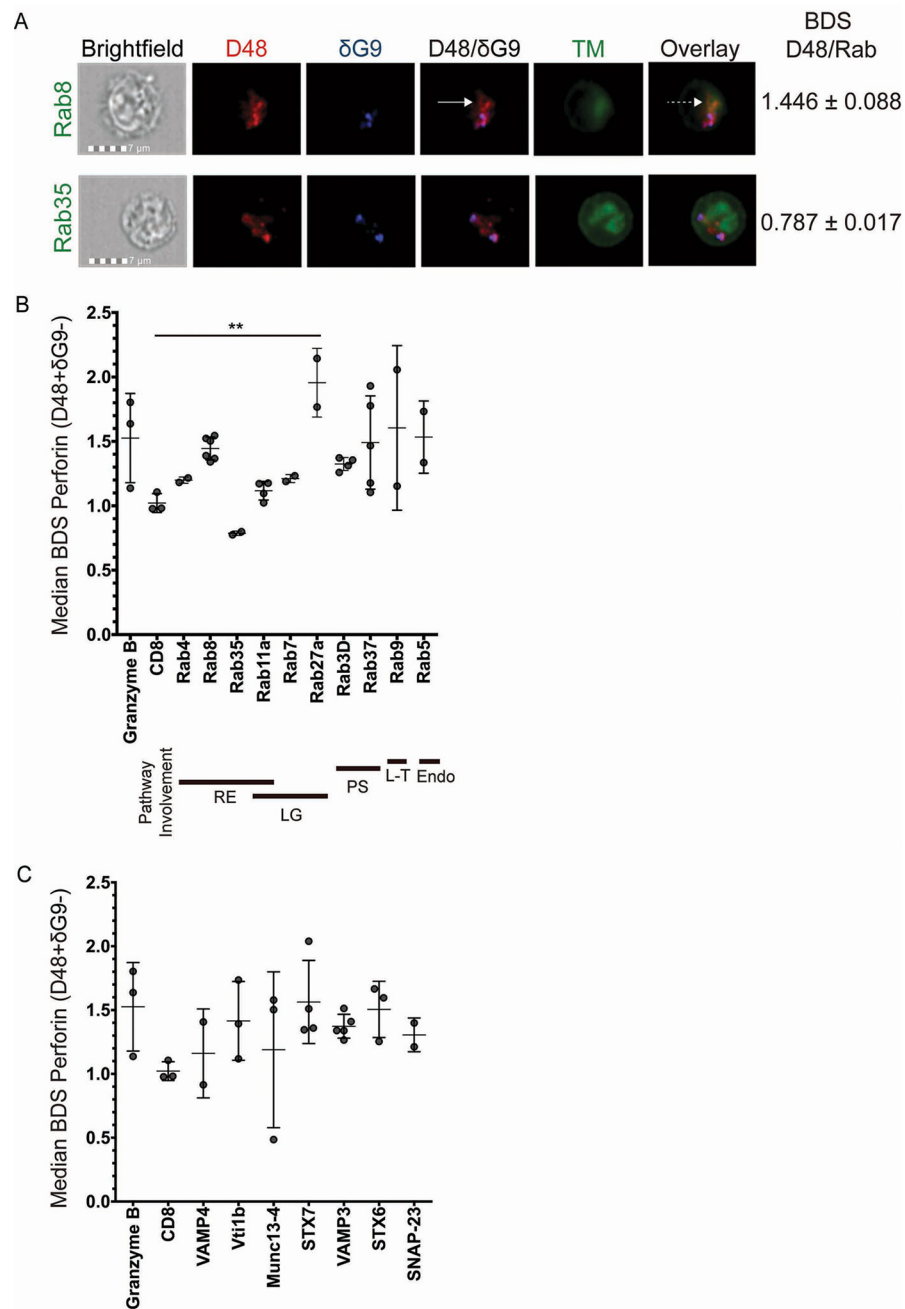 A
BDS
Brightfield D48 δG9 D48/δG9 TM Overlay D48/Rab
Rab8
7 µm
1.446 ± 0.088
Rab35
7 µm
0.787 ± 0.017
B
Median BDS Perforin (D48+δG9-)
2.5
2.0
1.5
1.0
0.5
0.0
**
Granzyme B
CD8
Rab4
Rab8
Rab35
Rab11a
Rab7
Rab27a
Rab3D
Rab37
Rab9
Rab5
Pathway
Involvement
RE
LG
PS
L-T
Endo
C
Median BDS Perforin (D48+δG9-)
2.5
2.0
1.5
1.0
0.5
0.0
Granzyme B
CD8
VAMP4
Vti1b
Munc13-4
STX7
VAMP3
STX6
SNAP-23